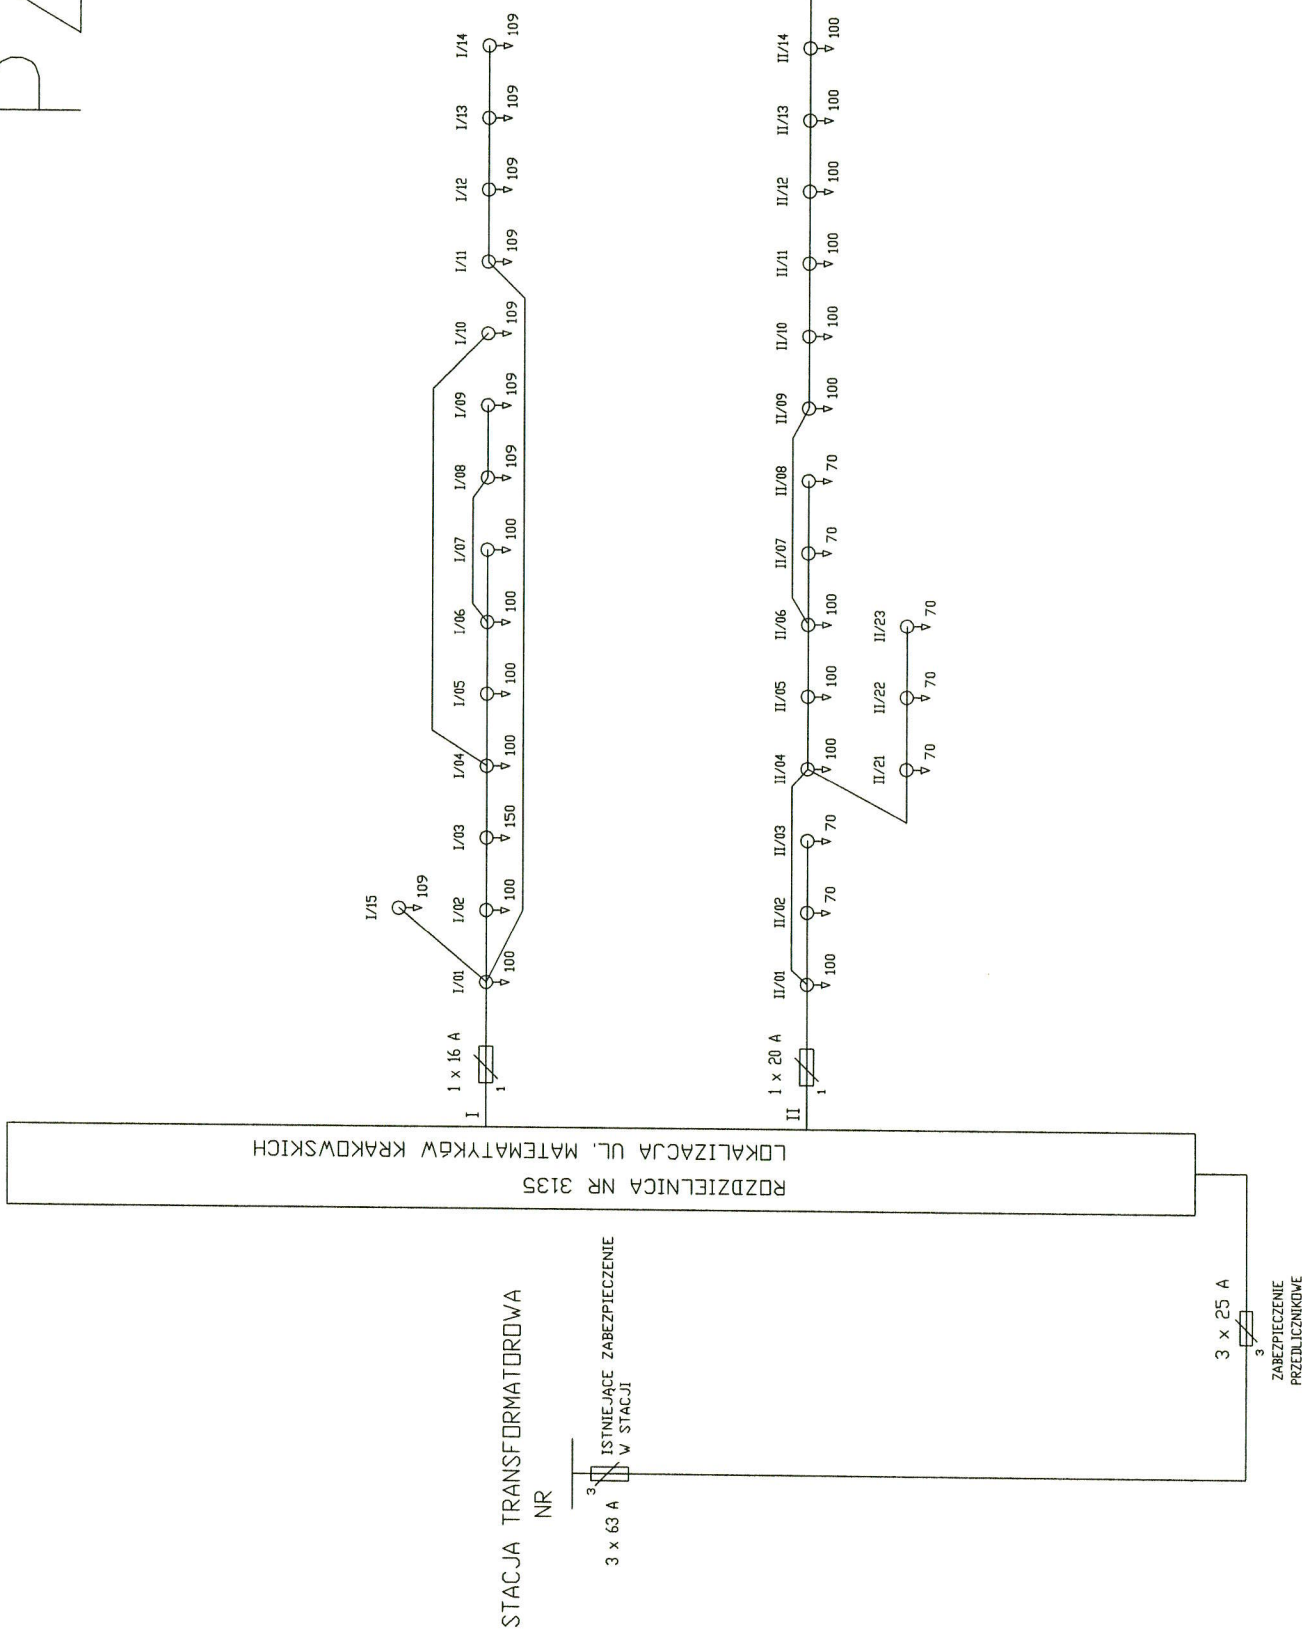 STACJA TRANSFORMATOROWA
NR
3 x 63 A
3
ISTNIEJĄCE ZABEZPIECZENIE
W STACJI
3 x 25 A
3
ZABEZPIECZENIE
PRZEDLICZNIKOWE
ROZDZIELNICA NR 3135
LOKALIZACJA UL. MATEMATYKÓW KRAKOWSKICH
I
1 x 16 A
1
I/15
109
I/01
100
I/02
100
I/03
150
I/04
100
I/05
100
I/06
100
I/07
100
I/08
109
I/09
109
I/10
109
I/11
109
I/12
109
I/13
109
I/14
109
II
1 x 20 A
1
II/01
100
II/02
70
II/03
70
II/04
100
II/05
100
II/06
100
II/07
70
II/08
70
II/09
100
II/10
100
II/11
100
II/12
100
II/13
100
II/14
100
II/21
70
II/22
70
II/23
70